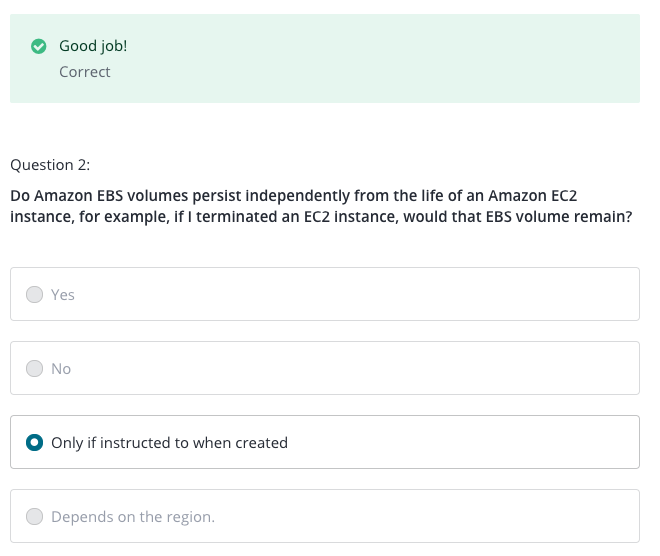 Good job!
Correct
Question 2:
Do Amazon EBS volumes persist independently from the life of an Amazon EC2
instance, for example, if I terminated an EC2 instance, would that EBS volume remain?
Yes
No
Only if instructed to when created
Depends on the region.